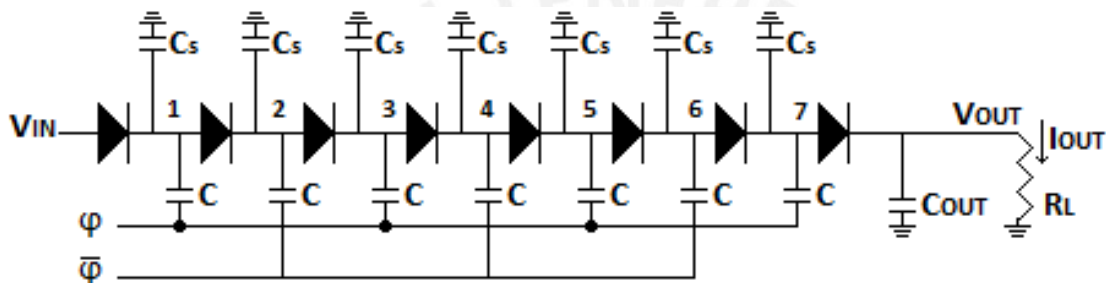 Cs Cs Cs Cs Cs Cs Cs
1 2 3 4 5 6 7
VIN VOUT IOUT
C C C C C C C COUT RL
φ
φ̅